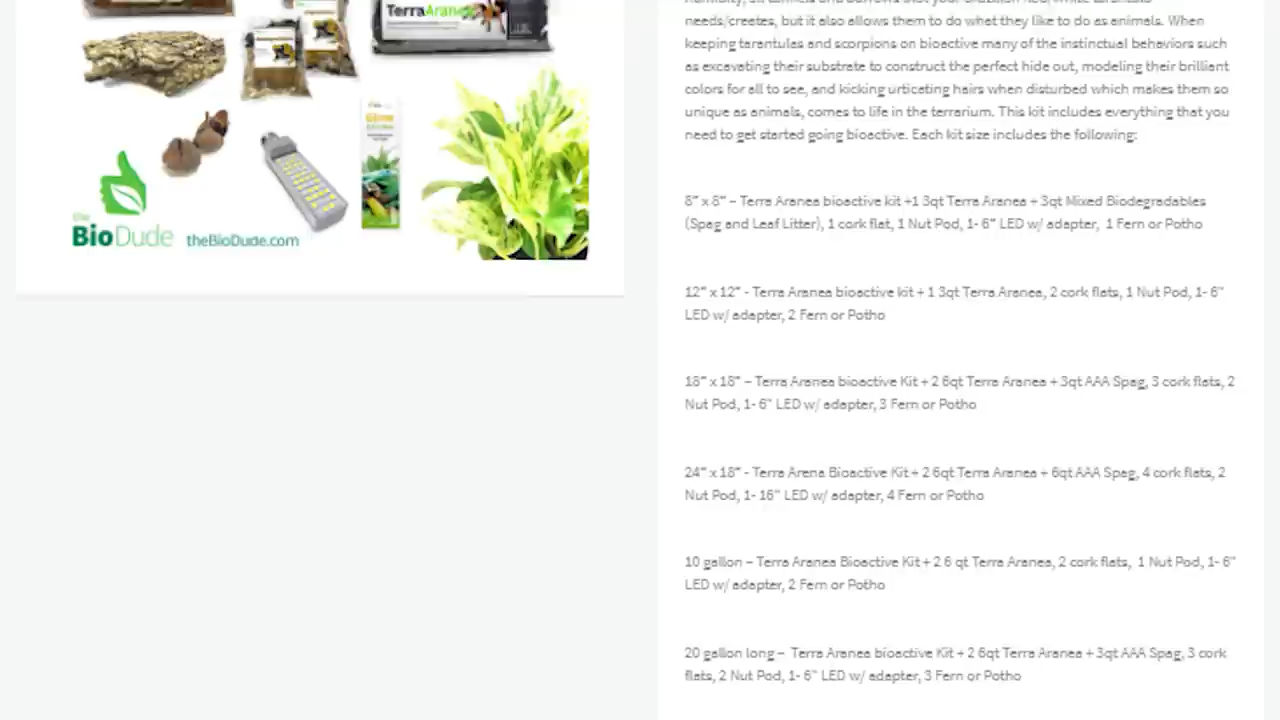 TerraAranea
Bio Dude
theBioDude.com
needs/creates, but it also allows them to do what they like to do as animals. When
keeping tarantulas and scorpions on bioactive many of the instinctual behaviors such
as excavating their substrate to construct the perfect hide out, modeling their brilliant
colors for all to see, and kicking urticating hairs when disturbed which makes them so
unique as animals, comes to life in the terrarium. This kit includes everything that you
need to get started going bioactive. Each kit size includes the following:
8" x 8" – Terra Aranea bioactive kit +1 3qt Terra Aranea + 3qt Mixed Biodegradables
(Spag and Leaf Litter), 1 cork flat, 1 Nut Pod, 1- 6" LED w/ adapter, 1 Fern or Potho
12" x 12" - Terra Aranea bioactive kit + 1 3qt Terra Aranea, 2 cork flats, 1 Nut Pod, 1- 6"
LED w/ adapter, 2 Fern or Potho
18" x 18" – Terra Aranea bioactive Kit + 2 6qt Terra Aranea + 3qt AAA Spag, 3 cork flats, 2
Nut Pod, 1- 6" LED w/ adapter, 3 Fern or Potho
24" x 18" - Terra Arena Bioactive Kit + 2 6qt Terra Aranea + 6qt AAA Spag, 4 cork flats, 2
Nut Pod, 1- 16" LED w/ adapter, 4 Fern or Potho
10 gallon – Terra Aranea Bioactive Kit + 2 6 qt Terra Aranea, 2 cork flats, 1 Nut Pod, 1- 6"
LED w/ adapter, 2 Fern or Potho
20 gallon long – Terra Aranea bioactive Kit + 2 6qt Terra Aranea + 3qt AAA Spag, 3 cork
flats, 2 Nut Pod, 1- 6" LED w/ adapter, 3 Fern or Potho